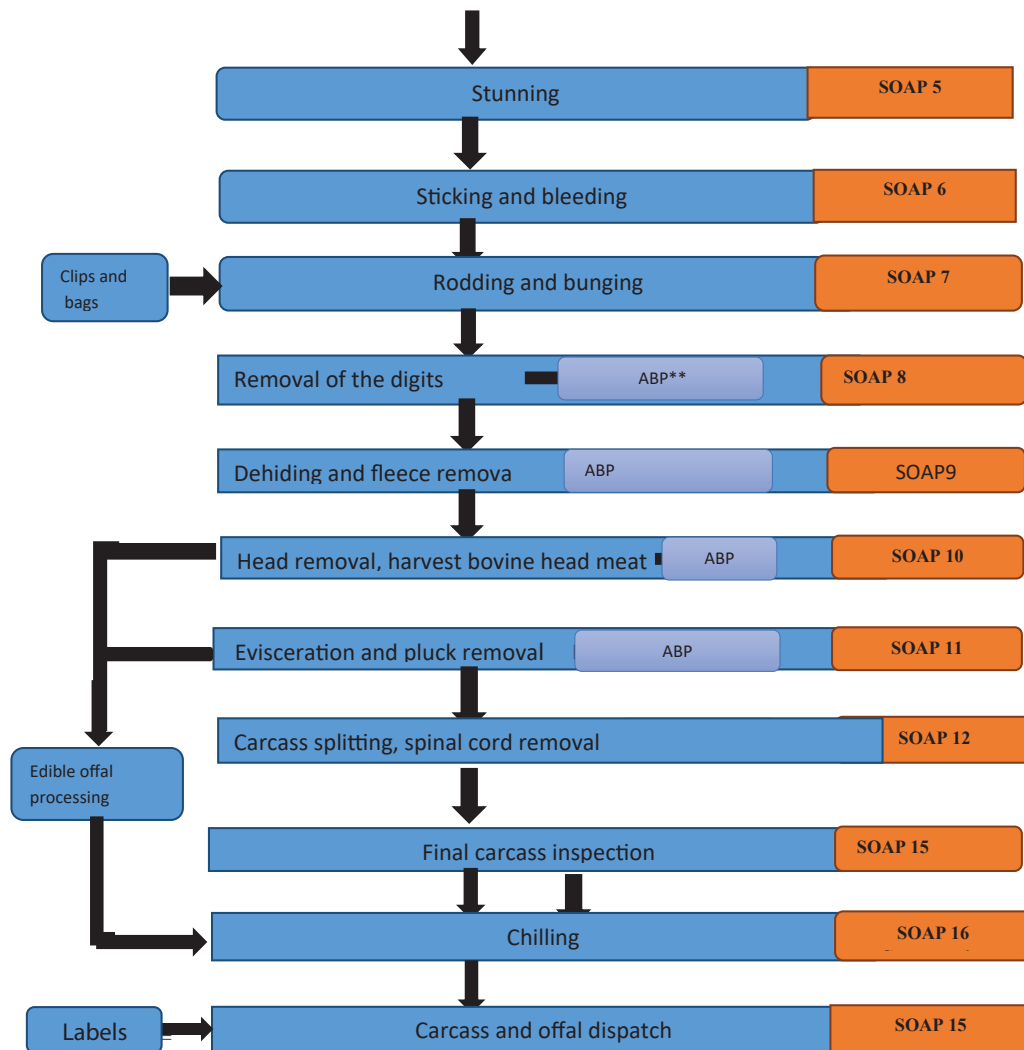 Stunning
SOAP 5
Sticking and bleeding
SOAP 6
Clips and
bags
Rodding and bunging
SOAP 7
Removal of the digits
ABP**
SOAP 8
Dehiding and fleece remova
ABP
SOAP9
Head removal, harvest bovine head meat
ABP
SOAP 10
Evisceration and pluck removal
ABP
SOAP 11
Carcass splitting, spinal cord removal
SOAP 12
Edible offal
processing
Final carcass inspection
SOAP 15
Chilling
SOAP 16
Labels
Carcass and offal dispatch
SOAP 15